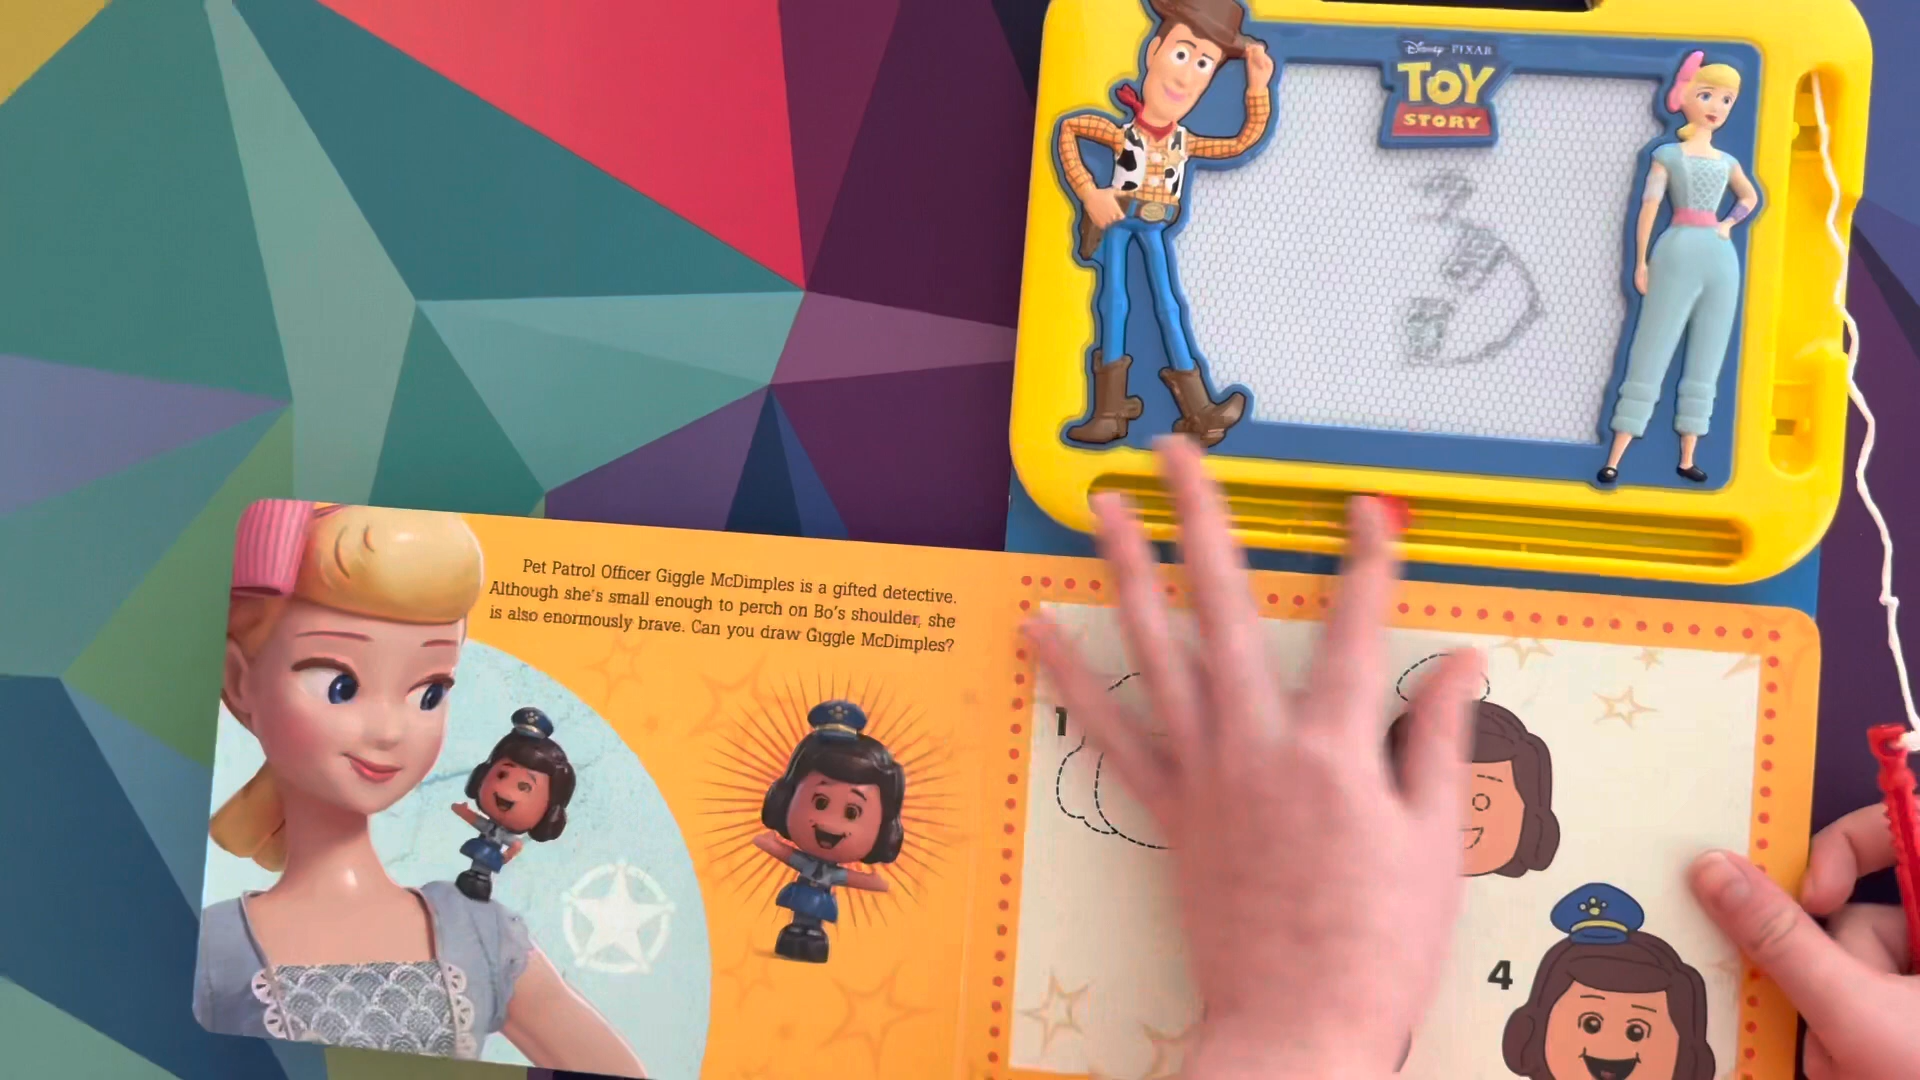 Disney PIXAR
TOY
STORY
Pet Patrol Officer Giggle McDimples is a gifted detective.
Although she's small enough to perch on Bo's shoulder, she
is also enormously brave. Can you draw Giggle McDimples?
1
4